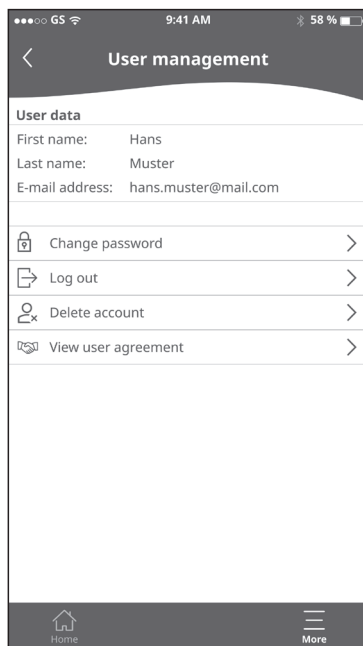 GS 9:41 AM 58 %
User management
User data
First name: Hans
Last name: Muster
E-mail address: hans.muster@mail.com
Change password
Log out
Delete account
View user agreement
Home More